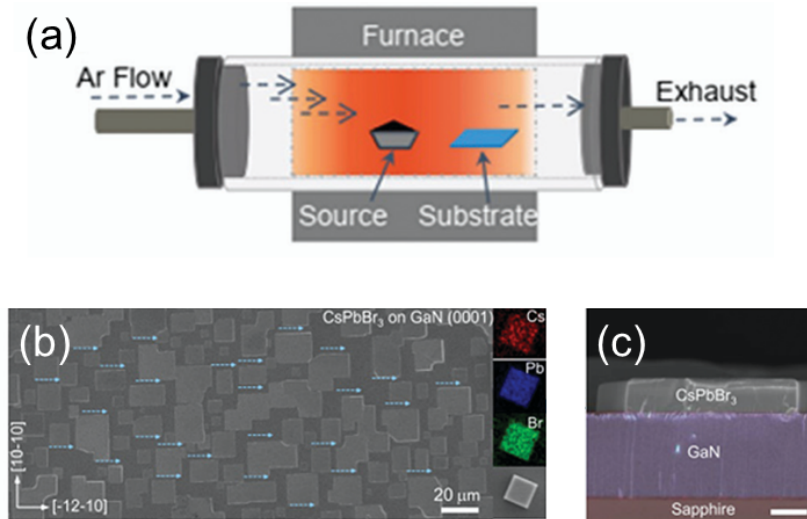 (a)
Furnace
Ar Flow
Exhaust
Source
Substrate
(b)
CsPbBr₃ on GaN (0001)
Cs
Pb
Br
[10-10]
[-12-10]
20 μm
(c)
CsPbBr₃
GaN
Sapphire